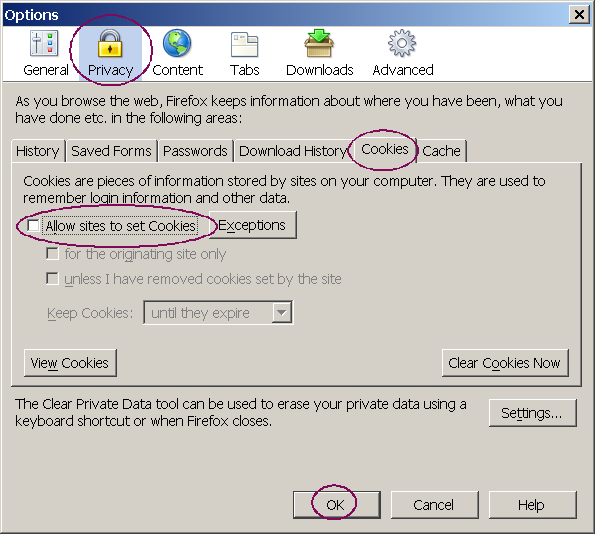 Options
General Privacy Content Tabs Downloads Advanced
As you browse the web, Firefox keeps information about where you have been, what you
have done etc. in the following areas:
History Saved Forms Passwords Download History Cookies Cache
Cookies are pieces of information stored by sites on your computer. They are used to
remember login information and other data.
Allow sites to set Cookies Exceptions
for the originating site only
unless I have removed cookies set by the site
Keep Cookies: until they expire
View Cookies Clear Cookies Now
The Clear Private Data tool can be used to erase your private data using a
keyboard shortcut or when Firefox closes.
Settings...
OK Cancel Help